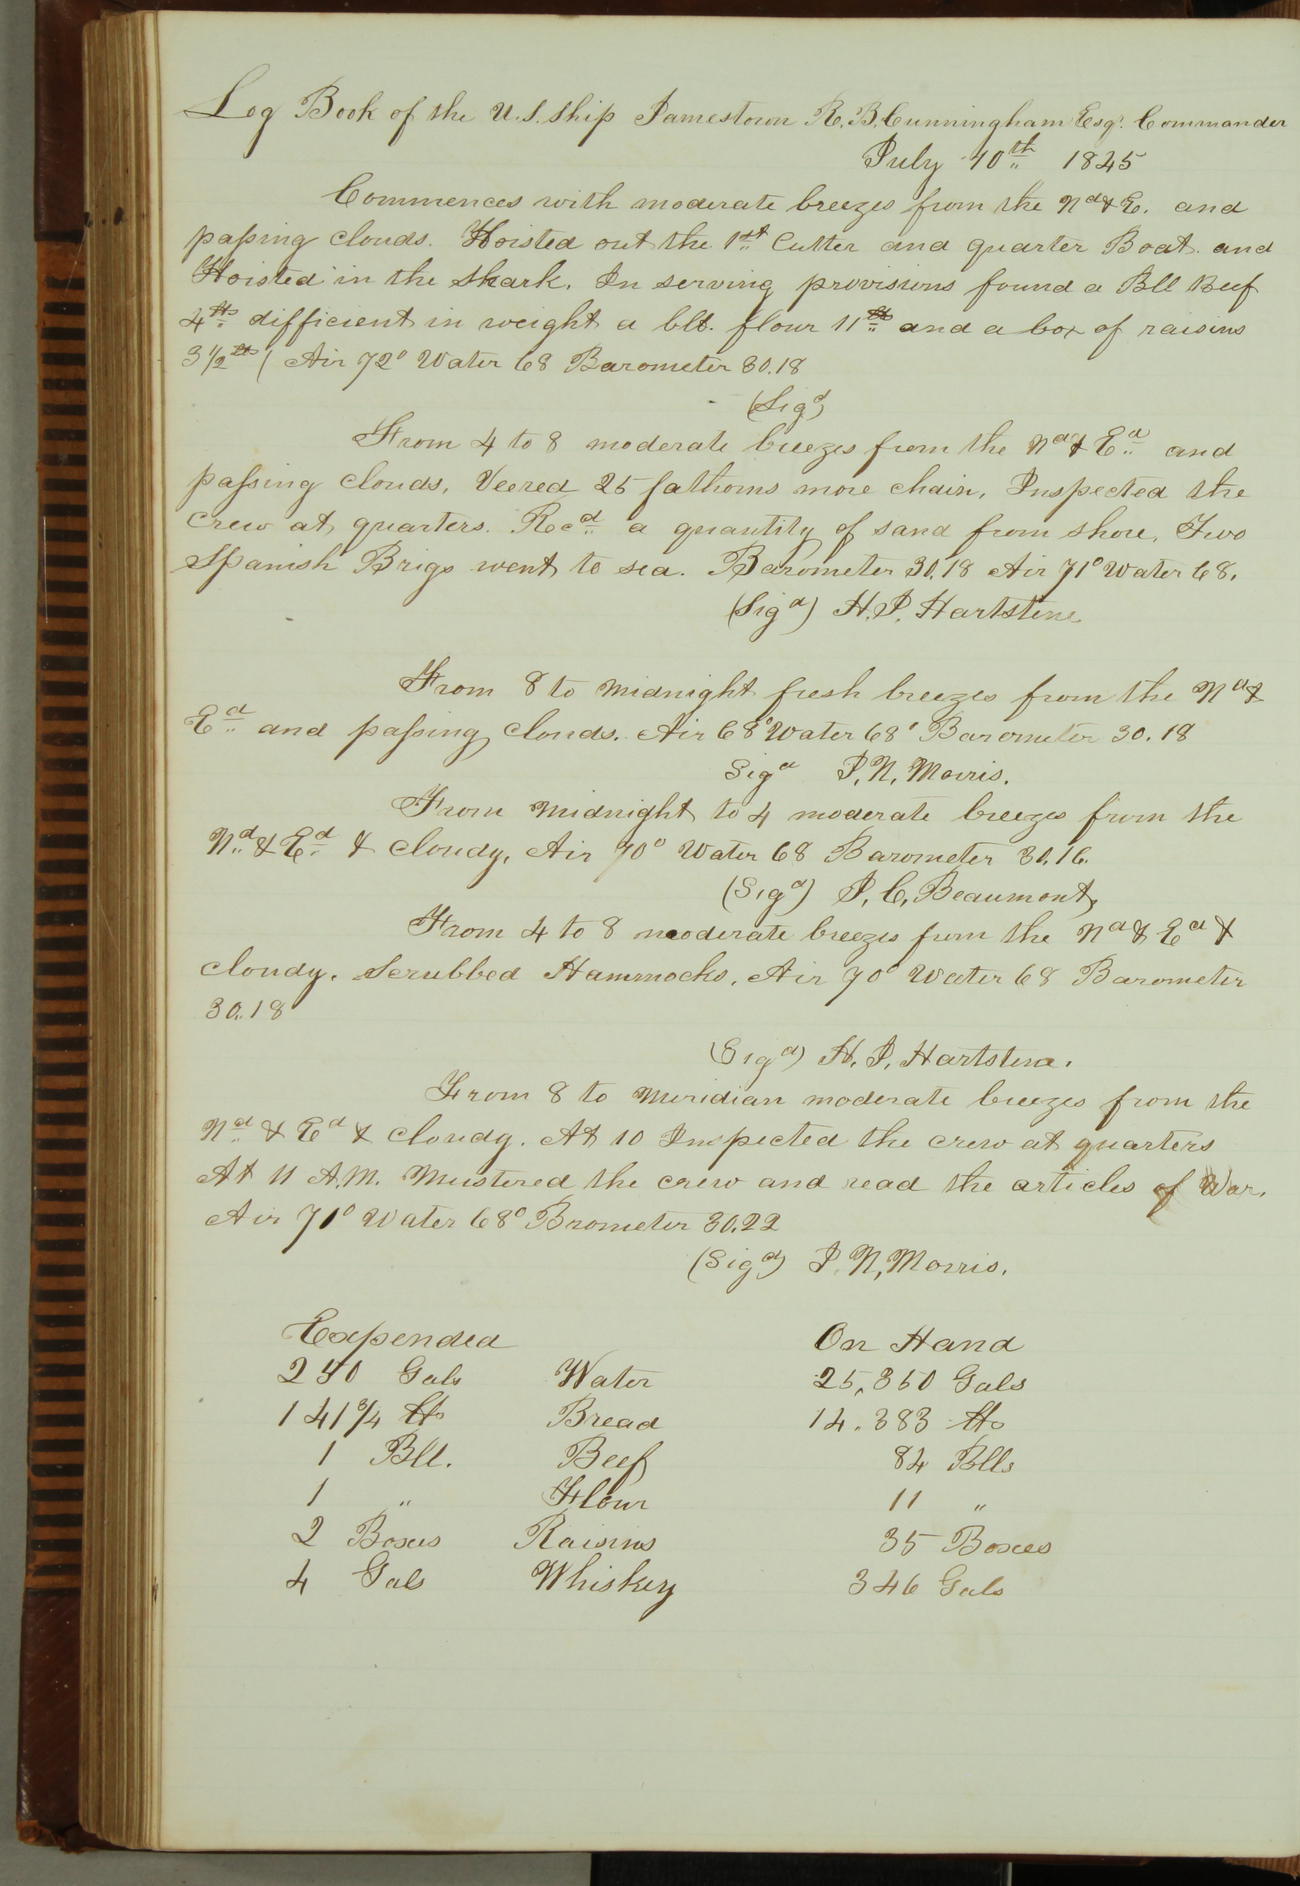 Log Book of the U.S. Ship Jamestown R. B. Cunningham Esqr. Commander
July 10th 1845
Commences with moderate breezes from the Nd & E. and
passing clouds. Hoisted out the 1st Cutter and quarter Boat. and
Hoisted in the Shark. In serving provisions found a Bll Beef
4 lbs difficient in weight a bll. flour 11 lbs and a box of raisins
3 1/2 lbs ( Air 72° Water 68 Barometer 30.18
(Sigd)
From 4 to 8 moderate breezes from the Nd & Ed and
passing clouds, Veered 25 fathoms more chain, Inspected the
crew at quarters. Recd a quantity of sand from shore, Two
Spanish Brigs went to sea. Barometer 30.18 Air 71° Water 68.
(Sigd) H. J. Hartstene
From 8 to midnight fresh breezes from the Nd &
Ed and passing clouds. Air 68° Water 68° Barometer 30.18
Sigd J. N. Morris.
From midnight to 4 moderate breezes from the
Nd & Ed & cloudy, Air 70° Water 68 Barometer 30.16.
(Sigd) J. C. Beaumont,
From 4 to 8 moderate breezes from the Nd & Ed &
cloudy. Scrubbed Hammocks. Air 70° Water 68 Barometer
30.18
(Sigd) H. J. Hartstene.
From 8 to Meridian moderate breezes from the
Nd & Ed & cloudy. At 10 Inspected the crew at quarters
At 11 A.M. Mustered the crew and read the articles of War.
Air 71° Water 68° Brometer 30.22
(Sigd) J. N, Morris.
Expended On Hand
Gals Water 25,350 Gals
141 3/4 lbs Bread 14.383 lbs
1 Bll. Beef 84 Blls
1 " Flour 11 "
2 Boxes Raisins 35 Boxes
4 Gals Whiskey 346 Gals